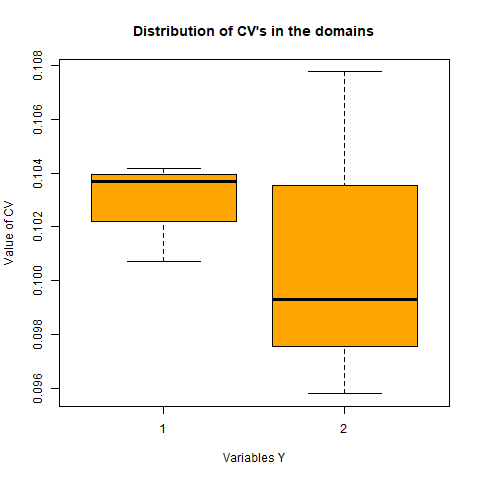 Distribution of CV's in the domains
Value of CV
0.108
0.106
0.104
0.102
0.100
0.098
0.096
1 2
Variables Y